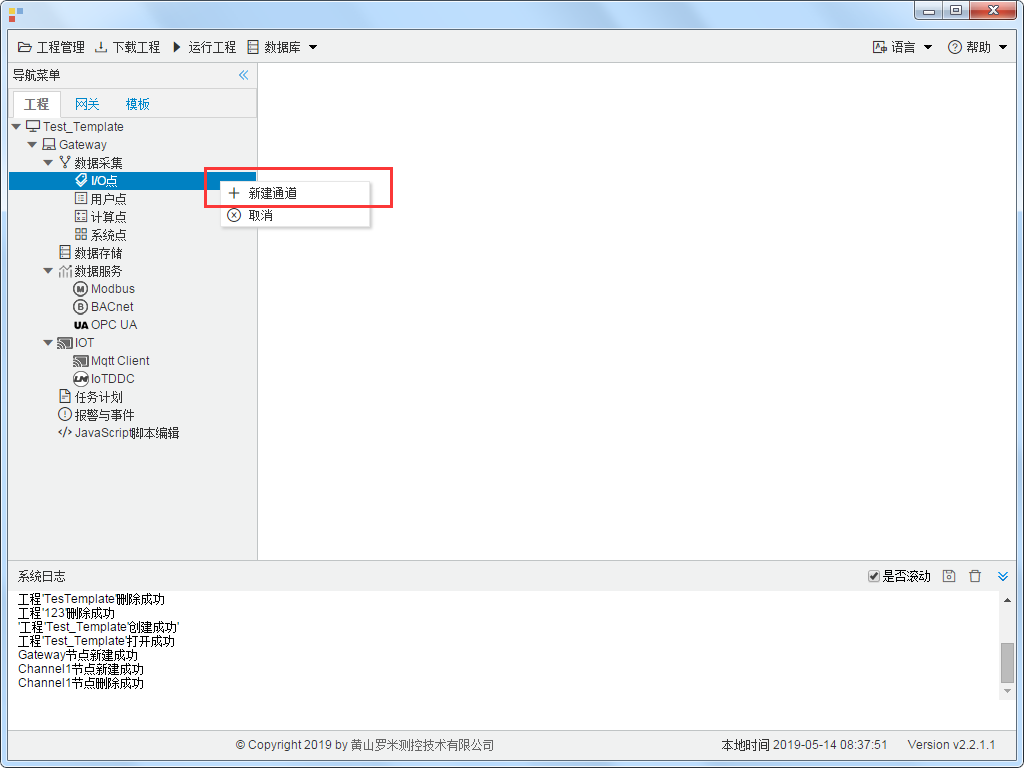 工程管理 下载工程 运行工程 数据库 语言 帮助
导航菜单
工程 网关 模板
Test_Template
Gateway
数据采集
I/O点
新建通道
用户点
取消
计算点
系统点
数据存储
数据服务
M Modbus
B BACnet
UA OPC UA
IOT
Mqtt Client
IoTDDC
任务计划
报警与事件
</> JavaScript脚本编辑
系统日志 是否滚动
工程'TesTemplate'删除成功
工程'123'删除成功
'工程'Test_Template'创建成功'
工程'Test_Template'打开成功
Gateway节点新建成功
Channel1节点新建成功
Channel1节点删除成功
© Copyright 2019 by 黄山罗米测控技术有限公司 本地时间 2019-05-14 08:37:51 Version v2.2.1.1